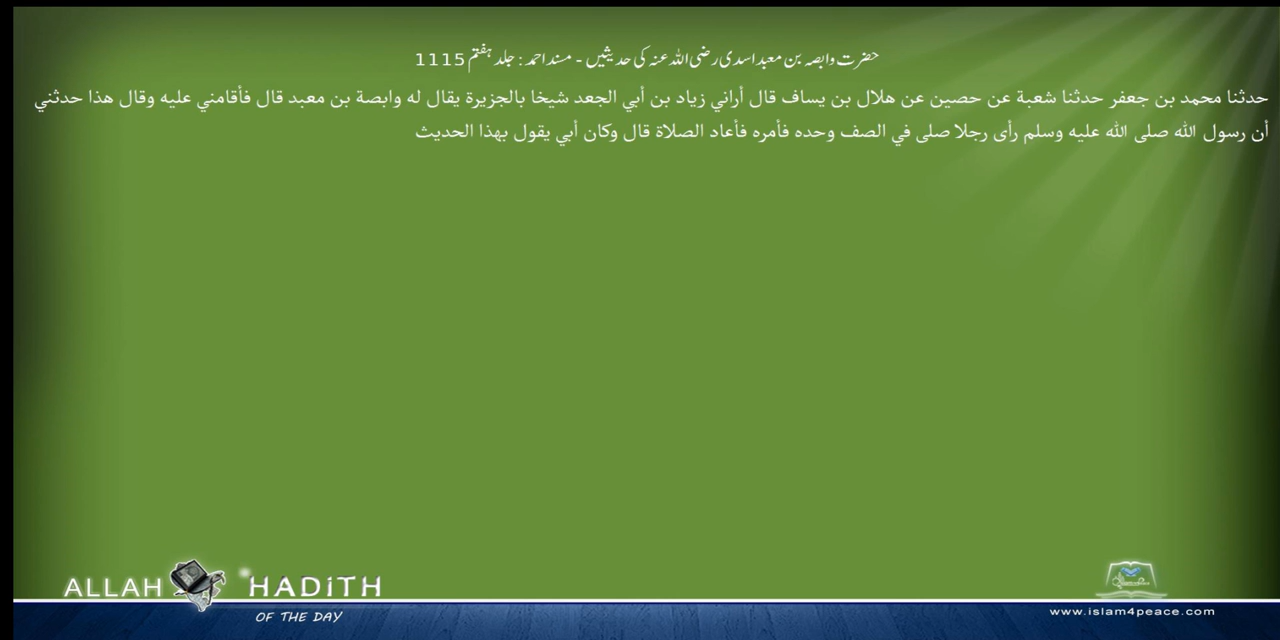 حضرت وابصہ بن معبد اسدی رضی اللہ عنہ کی حدیثیں - مسند احمد : جلد ہفتم 1115
حدثنا محمد بن جعفر حدثنا شعبة عن حصين عن هلال بن يساف قال أراني زياد بن أبي الجعد شيخا بالجزيرة يقال له وابصة بن معبد قال فأقامني عليه وقال هذا حدثني
أن رسول الله صلى الله عليه وسلم رأى رجلا صلى في الصف وحده فأمره فأعاد الصلاة قال وكان أبي يقول بهذا الحديث
ALLAH HADITH
OF THE DAY
www.islam4peace.com